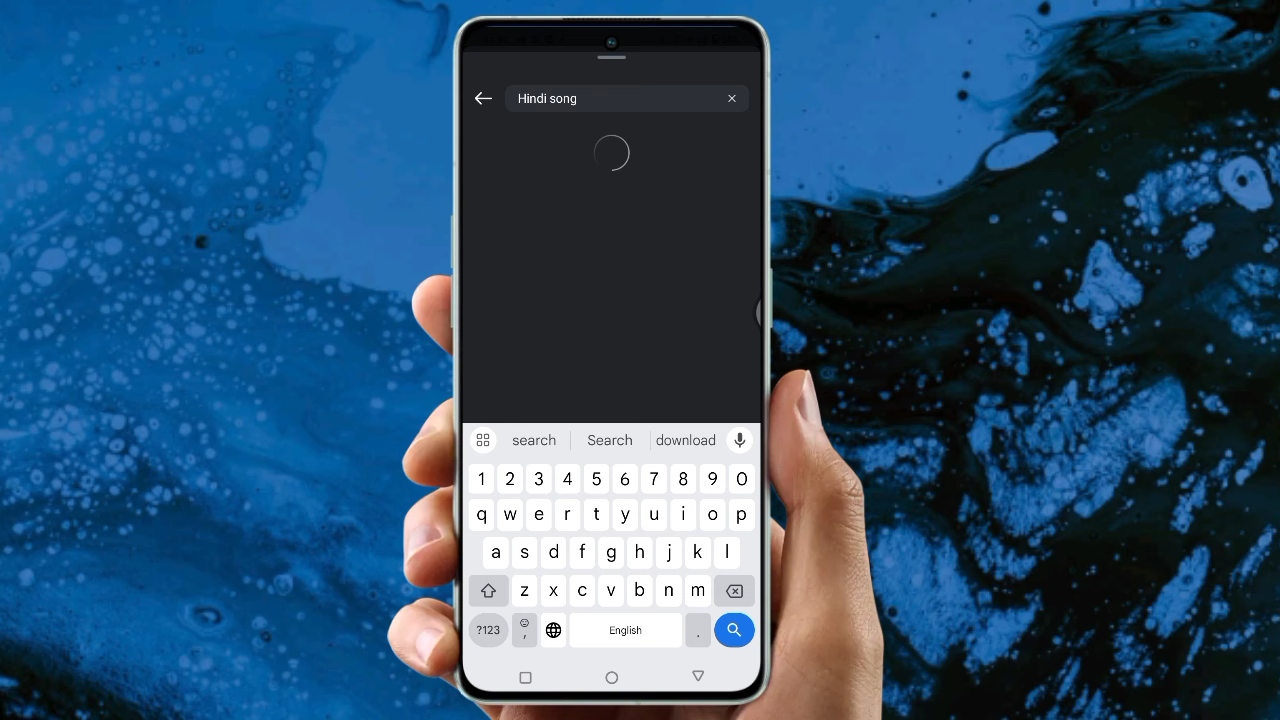 Hindi song
search Search download
1 2 3 4 5 6 7 8 9 0
q w e r t y u i o p
a s d f g h j k l
z x c v b n m
?123 , English .